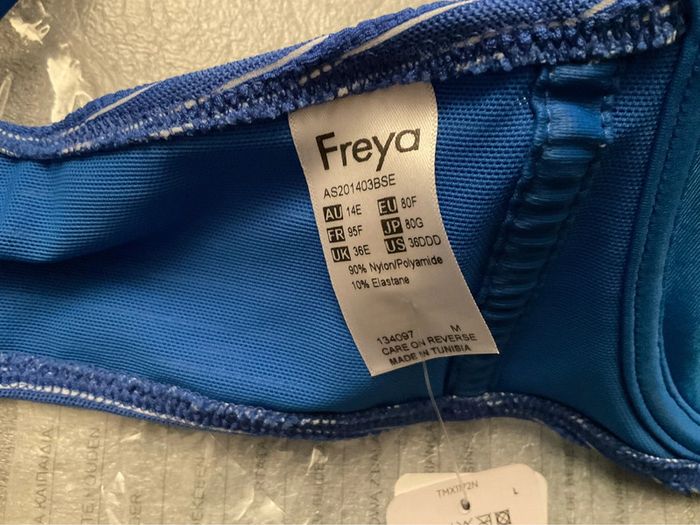 Freya
AS201403BSE
AU 14E EU 80F
FR 95F JP 80G
UK 36E US 36DDD
90% Nylon/Polyamide
10% Elastane
134097 M
CARE ON REVERSE
MADE IN TUNISIA